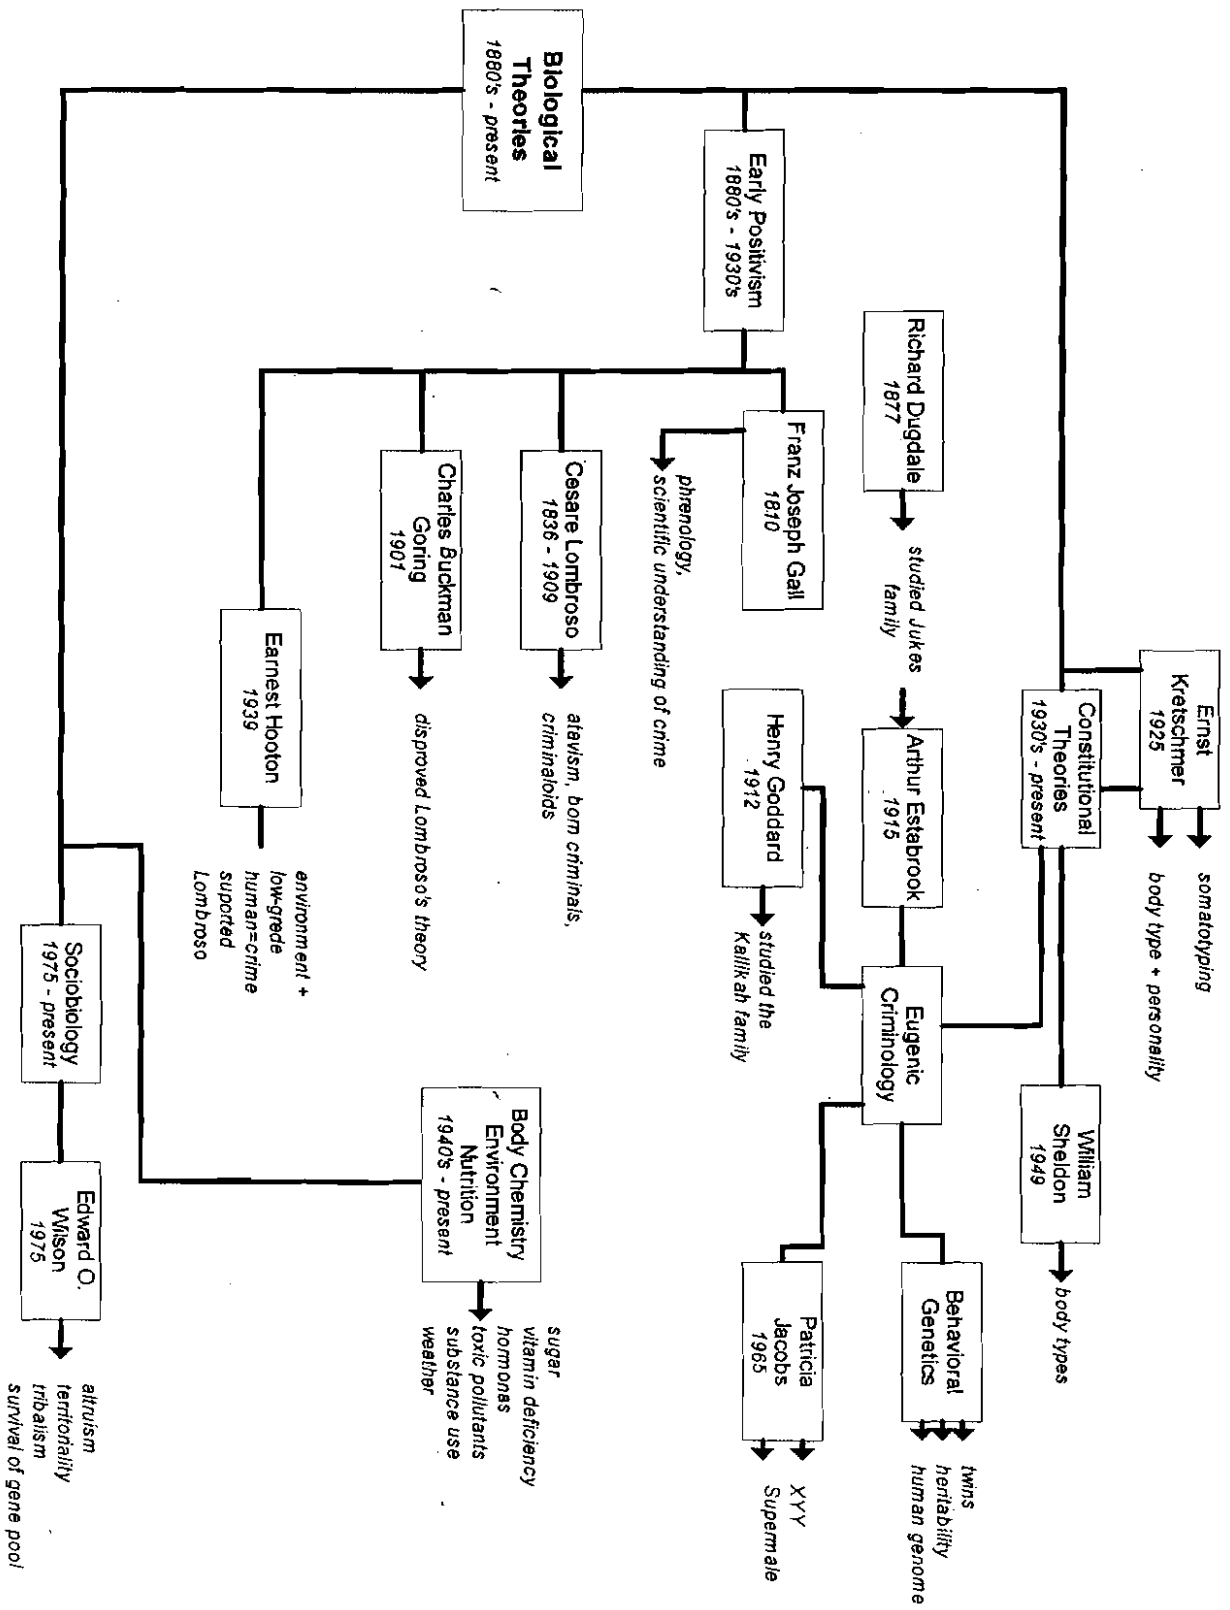 Biological
Theories
1880's - present
Early Positivism
1880's - 1930's
Richard Dugdale
1877
studied Jukes
family
Franz Joseph Gall
1810
phrenology,
scientific understanding of crime
Cesare Lombroso
1836 - 1909
atavism, born criminals,
criminaloids
Charles Buckman
Goring
1901
disproved Lombroso's theory
Earnest Hooton
1939
environment +
low-grede
human=crime
suported
Lombroso
Ernst
Kretschmer
1925
somatotyping
body type + personality
Constitutional
Theories
1930's - present
William
Sheldon
1949
body types
Arthur Estabrook
1915
Henry Goddard
1912
studied the
Kallikah family
Eugenic
Criminology
Behavioral
Genetics
twins
heritability
human genome
Patricia
Jacobs
1965
XYY
Supermale
Body Chemistry
Environment
Nutrition
1940's - present
sugar
vitamin deficiency
hormonas
toxic pollutants
substance use
weather
Sociobiology
1975 - present
Edward O.
Wilson
1975
altruism
territoriality
tribalism
survival of gene pool